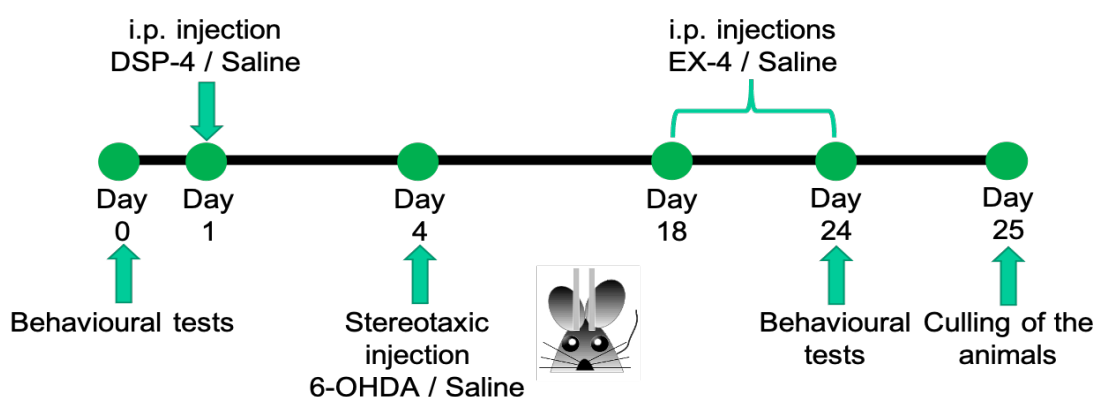 i.p. injection
DSP-4 / Saline
i.p. injections
EX-4 / Saline
Day
0
Day
1
Day
4
Day
18
Day
24
Day
25
Behavioural tests
Stereotaxic
injection
6-OHDA / Saline
Behavioural
tests
Culling of the
animals